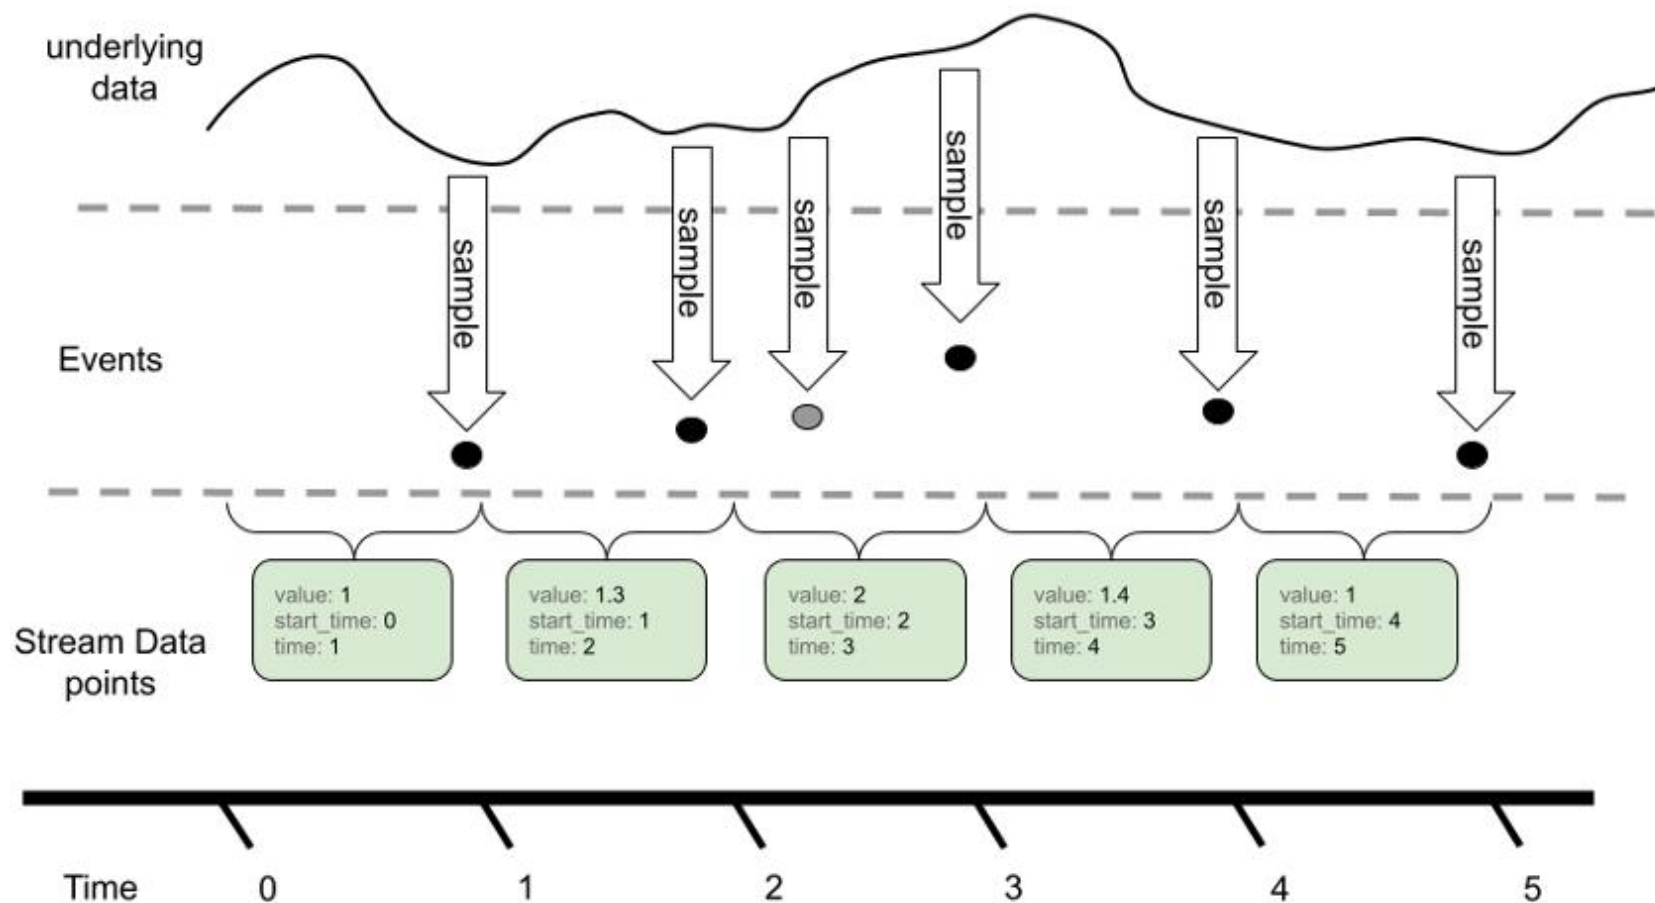 underlying
data
sample
sample
sample
sample
sample
sample
Events
value: 1
start_time: 0
time: 1
value: 1.3
start_time: 1
time: 2
value: 2
start_time: 2
time: 3
value: 1.4
start_time: 3
time: 4
value: 1
start_time: 4
time: 5
Stream Data
points
Time 0 1 2 3 4 5